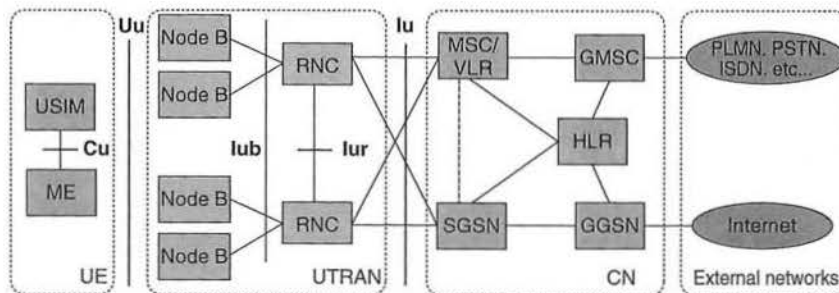 Uu
Iu
Node B
Node B
RNC
MSC/
VLR
GMSC
PLMN. PSTN.
ISDN. etc...
USIM
Cu
ME
Iub
Iur
HLR
Node B
Node B
RNC
SGSN
GGSN
Internet
UE
UTRAN
CN
External networks